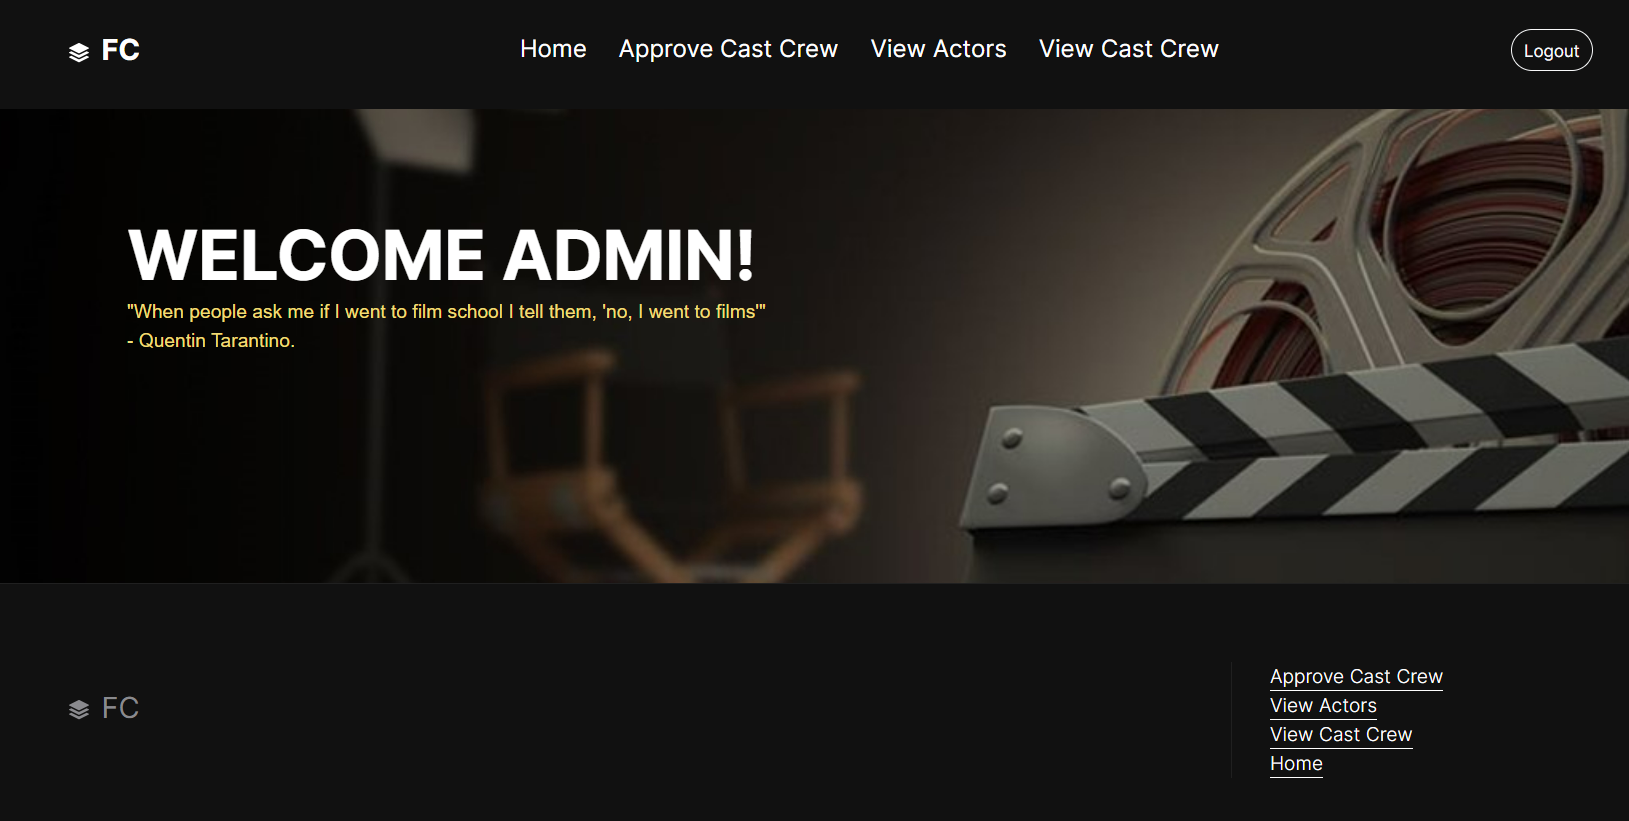 FC
Home
Approve Cast Crew
View Actors
View Cast Crew
Logout
WELCOME ADMIN!
"When people ask me if I went to film school I tell them, 'no, I went to films'"
- Quentin Tarantino.
FC
Approve Cast Crew
View Actors
View Cast Crew
Home